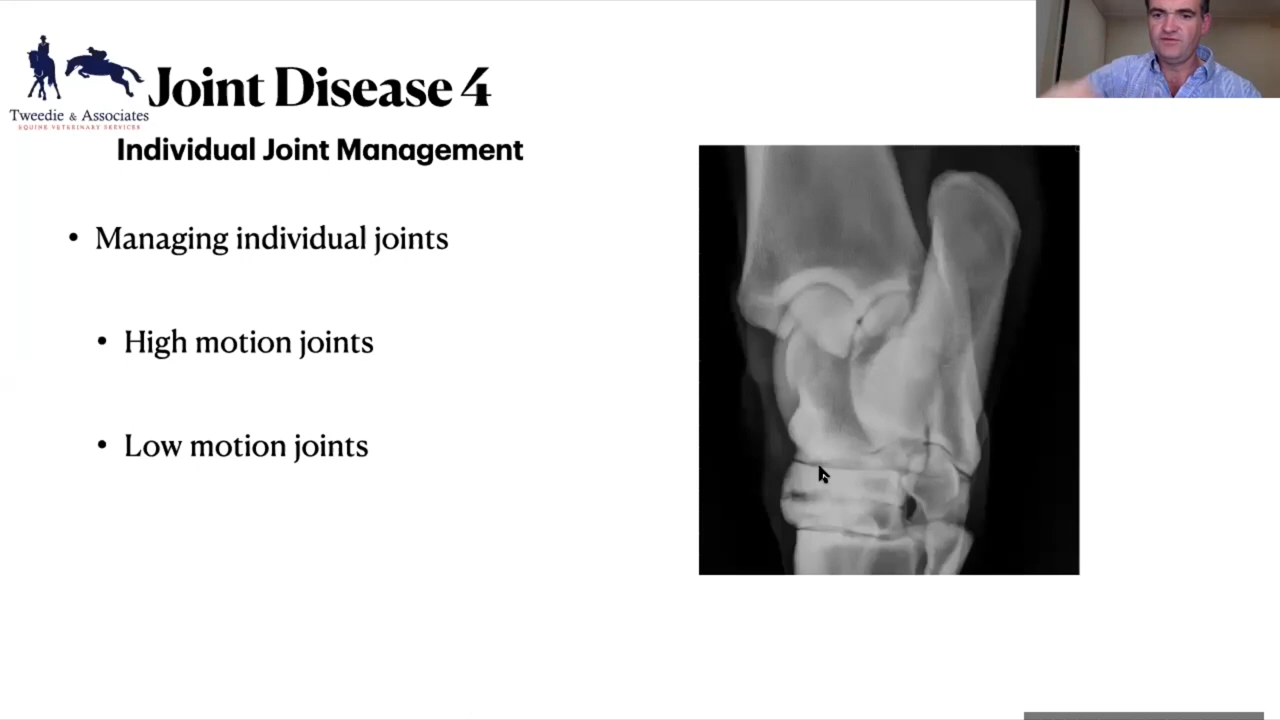 Joint Disease 4
Tweedie & Associates
EQUINE VETERINARY SERVICES
Individual Joint Management
• Managing individual joints
• High motion joints
• Low motion joints